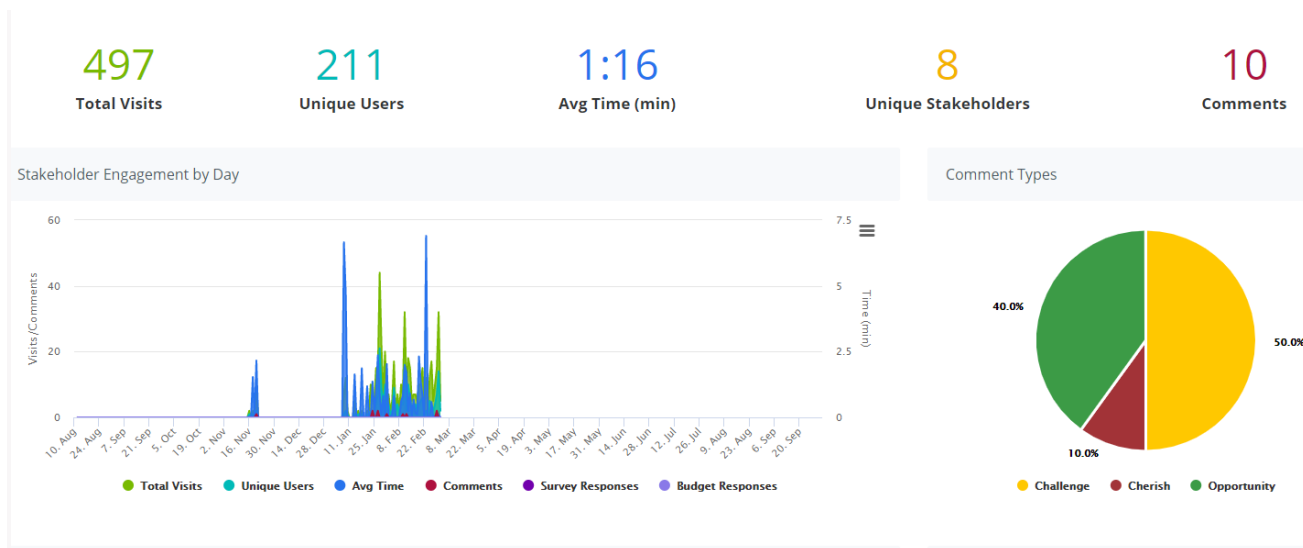 497
Total Visits
211
Unique Users
1:16
Avg Time (min)
8
Unique Stakeholders
10
Comments
Stakeholder Engagement by Day
Visits/Comments
60
40
20
0
7.5
5
2.5
0
Time (min)
10. Aug
24. Aug
7. Sep
21. Sep
5. Oct
19. Oct
2. Nov
16. Nov
30. Nov
14. Dec
28. Dec
11. Jan
25. Jan
8. Feb
22. Feb
8. Mar
22. Mar
5. Apr
19. Apr
3. May
17. May
31. May
14. Jun
28. Jun
12. Jul
26. Jul
9. Aug
23. Aug
6. Sep
20. Sep
Total Visits
Unique Users
Avg Time
Comments
Survey Responses
Budget Responses
Comment Types
40.0%
50.0%
10.0%
Challenge
Cherish
Opportunity